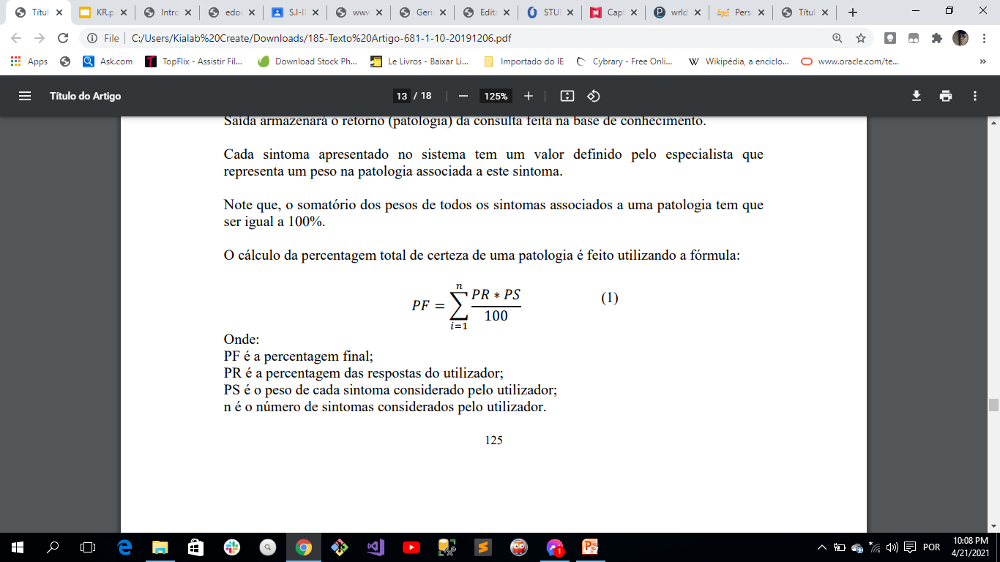 Títul
KR.p
Intro
edoc
S.I-II
www
Geri
Edita
STUI
Capt
wrld
Pers
Títul
File
C:/Users/Kialab%20Create/Downloads/185-Texto%20Artigo-681-1-10-20191206.pdf
Apps
Ask.com
TopFlix - Assistir Fil...
Download Stock Ph...
Le Livros - Baixar Li...
Importado do IE
Cybrary - Free Onli...
Wikipédia, a enciclo...
www.oracle.com/te...
»
Título do Artigo
13 / 18
125%
Saída armazenará o retorno (patologia) da consulta feita na base de conhecimento.
Cada sintoma apresentado no sistema tem um valor definido pelo especialista que
representa um peso na patologia associada a este sintoma.
Note que, o somatório dos pesos de todos os sintomas associados a uma patologia tem que
ser igual a 100%.
O cálculo da percentagem total de certeza de uma patologia é feito utilizando a fórmula:
PF = ∑_{i=1}^{n} (PR ∗ PS)/100 (1)
Onde:
PF é a percentagem final;
PR é a percentagem das respostas do utilizador;
PS é o peso de cada sintoma considerado pelo utilizador;
n é o número de sintomas considerados pelo utilizador.
125
1
POR
10:08 PM
4/21/2021